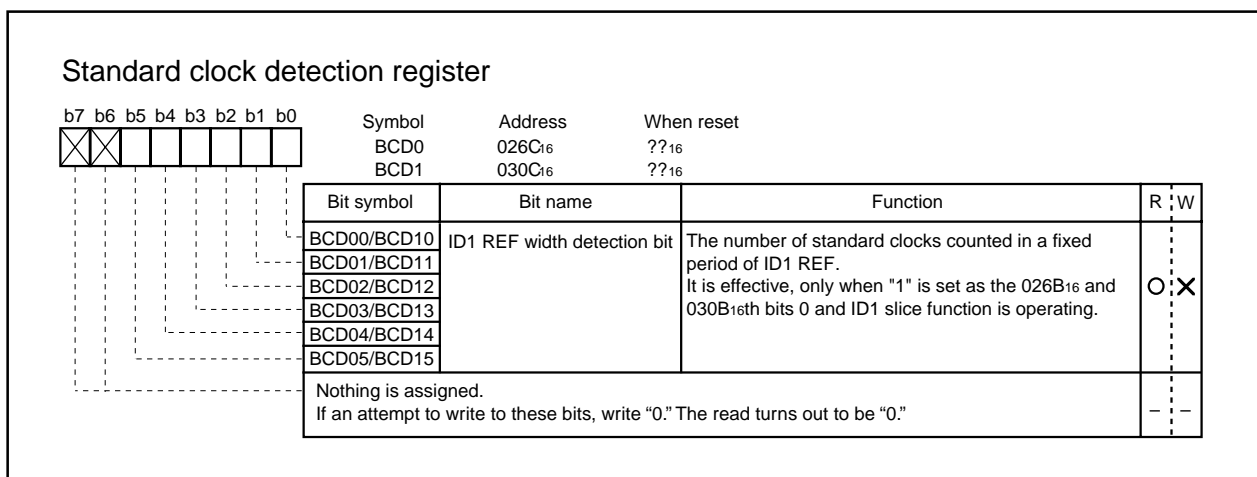 Standard clock detection register
b7 b6 b5 b4 b3 b2 b1 b0
Symbol Address When reset
BCD0 026C16 ??16
BCD1 030C16 ??16
Bit symbol Bit name Function R W
BCD00/BCD10 ID1 REF width detection bit The number of standard clocks counted in a fixed
BCD01/BCD11 period of ID1 REF.
BCD02/BCD12 It is effective, only when "1" is set as the 026B16 and
BCD03/BCD13 030B16th bits 0 and ID1 slice function is operating.
BCD04/BCD14
BCD05/BCD15
Nothing is assigned.
If an attempt to write to these bits, write “0.” The read turns out to be “0.” – –